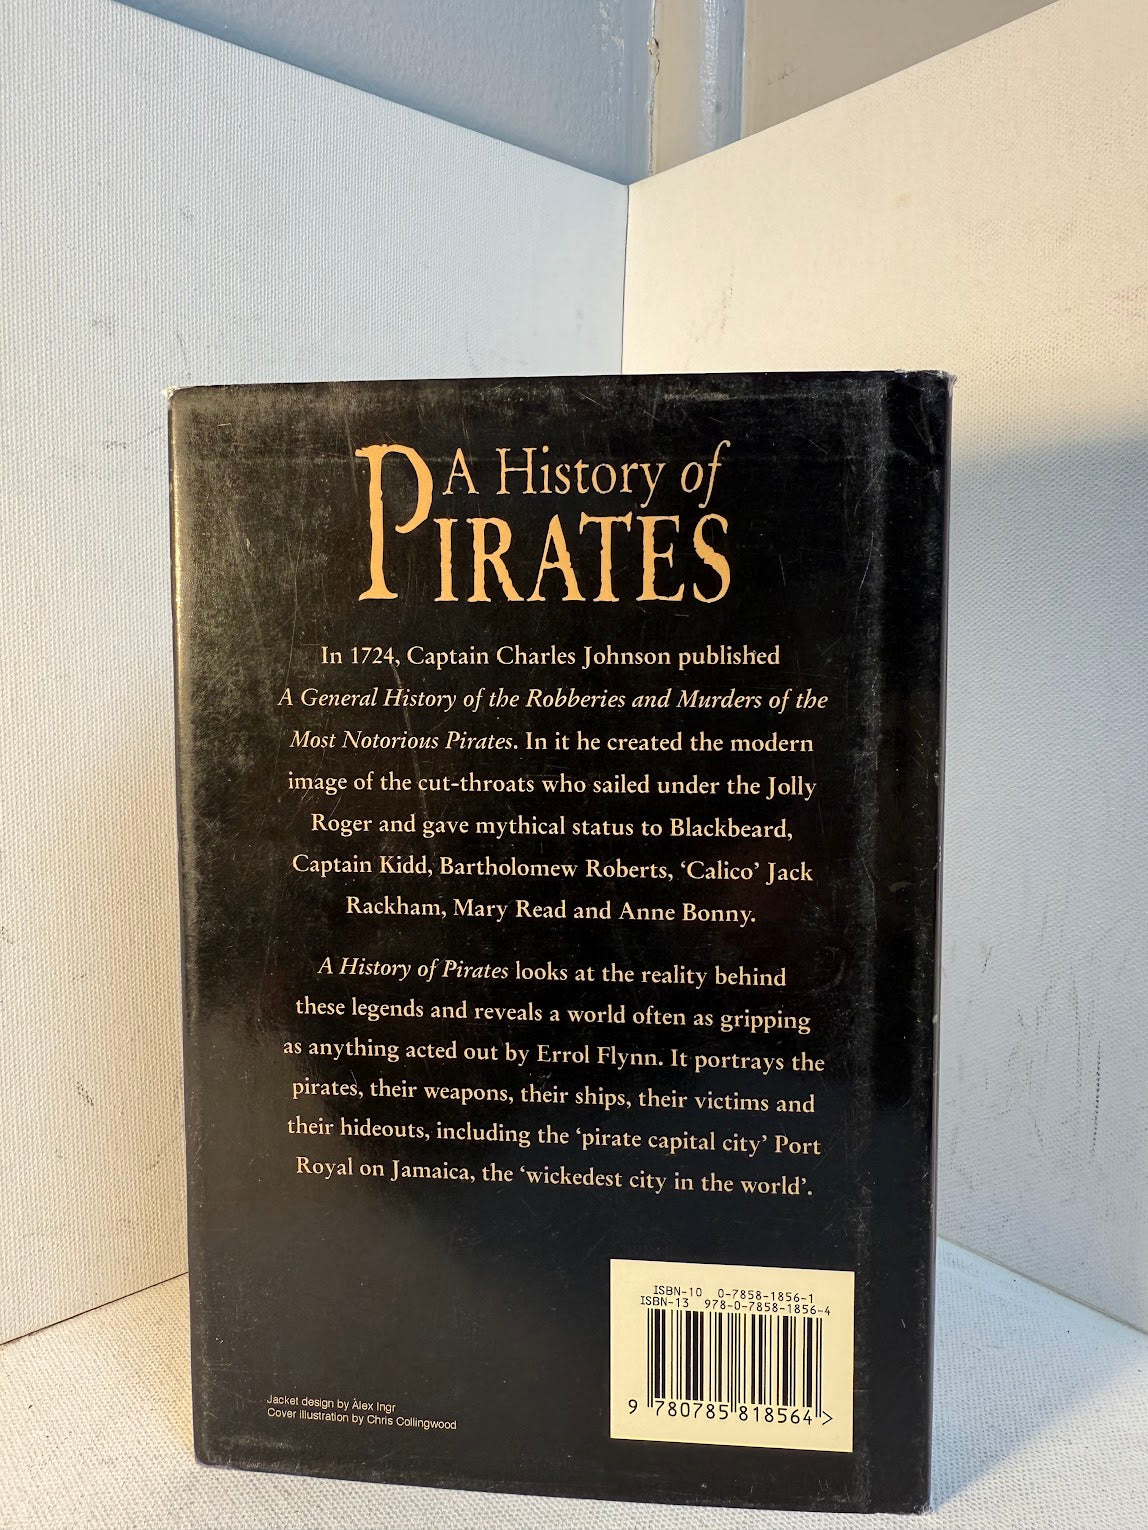 A History of
PIRATES
In 1724, Captain Charles Johnson published
A General History of the Robberies and Murders of the
Most Notorious Pirates. In it he created the modern
image of the cut-throats who sailed under the Jolly
Roger and gave mythical status to Blackbeard,
Captain Kidd, Bartholomew Roberts, ‘Calico’ Jack
Rackham, Mary Read and Anne Bonny.
A History of Pirates looks at the reality behind
these legends and reveals a world often as gripping
as anything acted out by Errol Flynn. It portrays the
pirates, their weapons, their ships, their victims and
their hideouts, including the ‘pirate capital city’ Port
Royal on Jamaica, the ‘wickedest city in the world’.
ISBN-10 0-7858-1856-1
ISBN-13 978-0-7858-1856-4
9 780785 818564 >
Jacket design by Alex Ingr
Cover illustration by Chris Collingwood